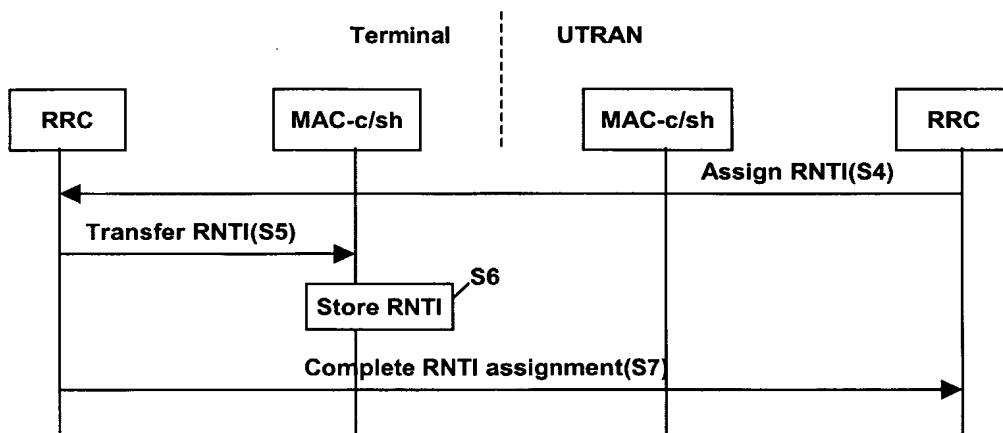 Terminal UTRAN
RRC MAC-c/sh MAC-c/sh RRC
Assign RNTI(S4)
Transfer RNTI(S5)
S6
Store RNTI
Complete RNTI assignment(S7)